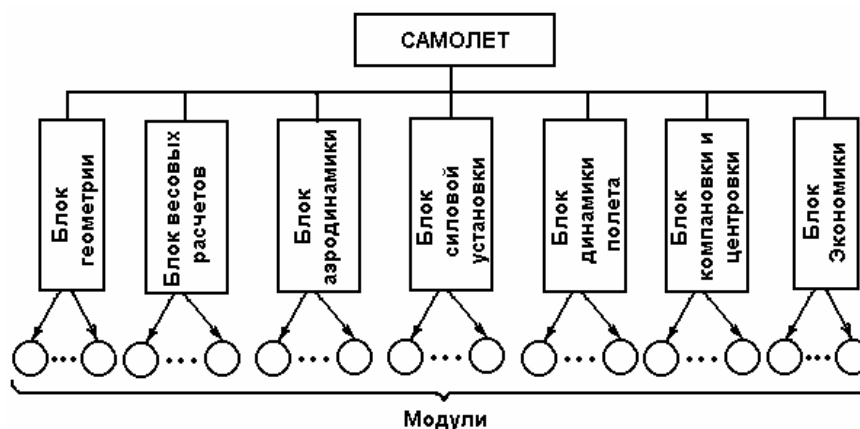 САМОЛЕТ
Блок
геометрии
Блок весовых
расчетов
Блок
аэродинамики
Блок
силовой
установки
Блок
динамики
полета
Блок
компановки и
центровки
Блок
Экономики
Модули